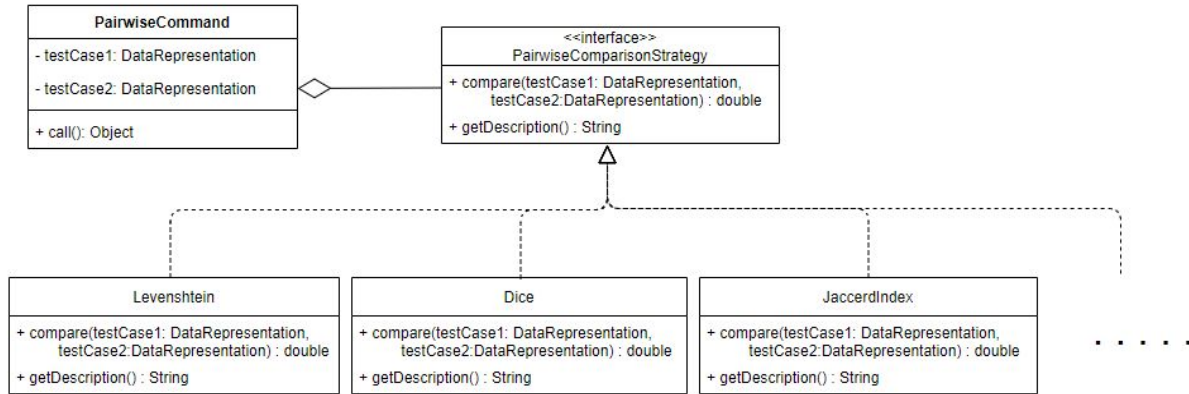 PairwiseCommand
- testCase1: DataRepresentation
- testCase2: DataRepresentation
+ call(): Object
<<interface>>
PairwiseComparisonStrategy
+ compare(testCase1: DataRepresentation,
testCase2:DataRepresentation) : double
+ getDescription() : String
Levenshtein
+ compare(testCase1: DataRepresentation,
testCase2:DataRepresentation) : double
+ getDescription() : String
Dice
+ compare(testCase1: DataRepresentation,
testCase2:DataRepresentation) : double
+ getDescription() : String
JaccerdIndex
+ compare(testCase1: DataRepresentation,
testCase2:DataRepresentation) : double
+ getDescription() : String
. . . . .